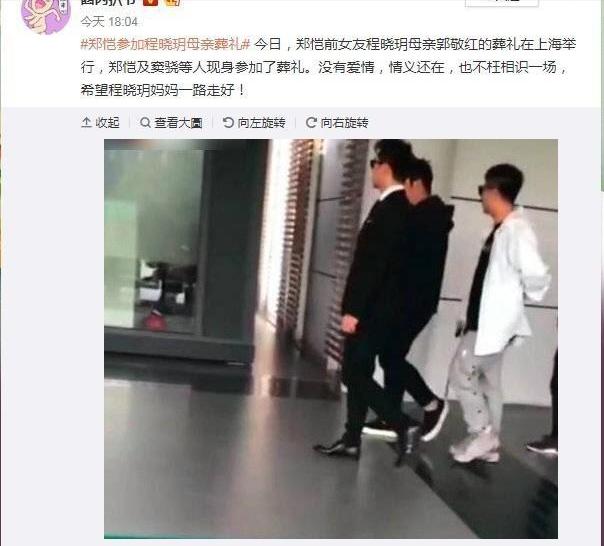 今天 18:04
#郑恺参加程晓玥母亲葬礼# 今日，郑恺前女友程晓玥母亲郭敬红的葬礼在上海举
行，郑恺及窦骁等人现身参加了葬礼。没有爱情，情义还在，也不枉相识一场，
希望程晓玥妈妈一路走好！
收起 查看大圖 向左旋转 向右旋转